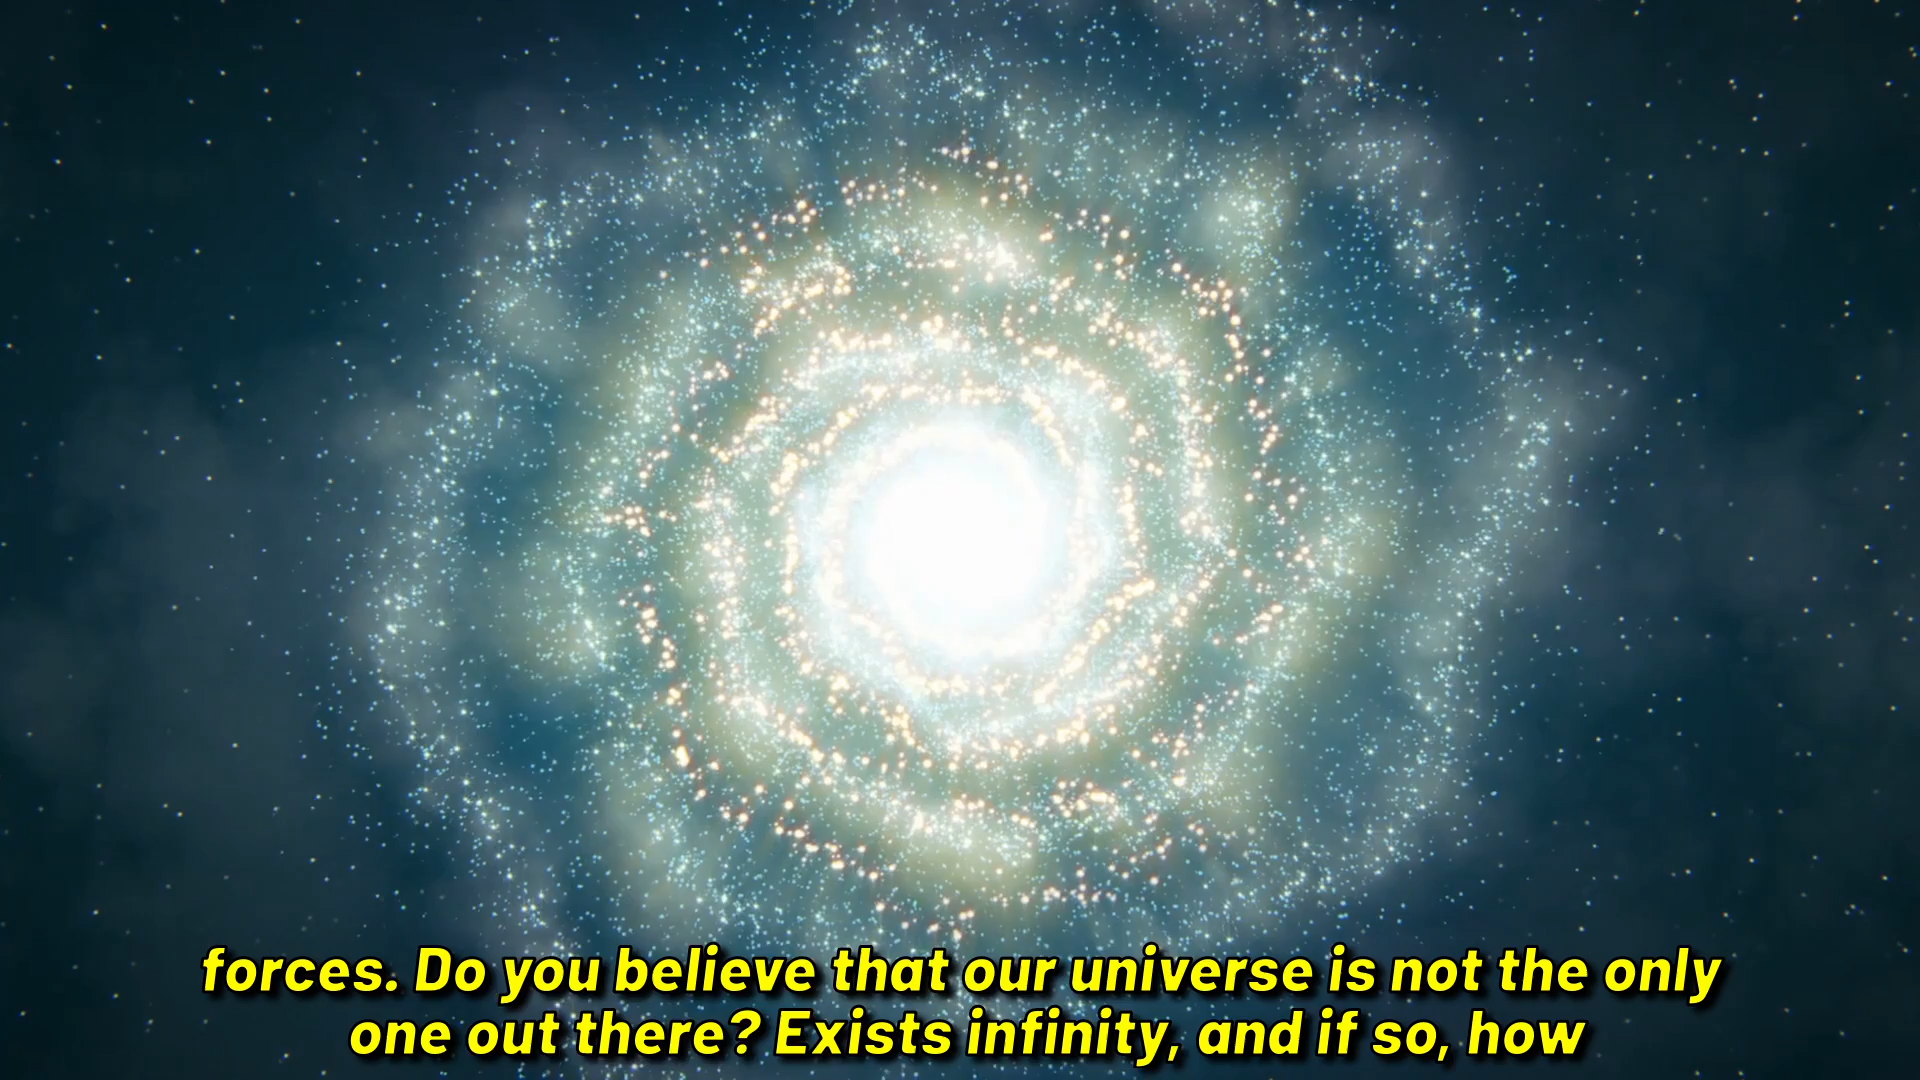 forces. Do you believe that our universe is not the only
one out there? Exists infinity, and if so, how